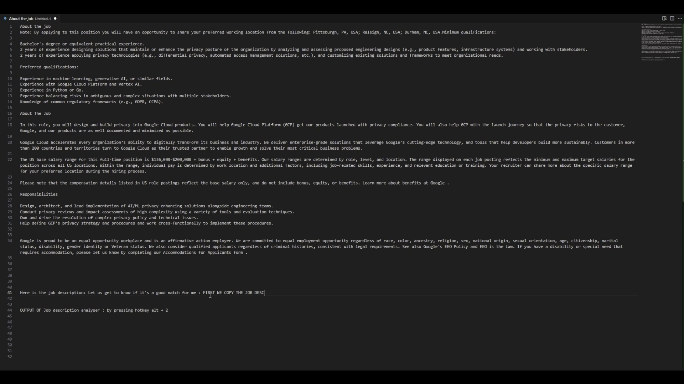 About the job
About the job
Note: By applying to this position you will have an opportunity to share your preferred working location from the following: Pittsburgh, PA, USA; Raleigh, NC, USA; Durham, NC, USA.Minimum qualifications:
Bachelor's degree or equivalent practical experience.
2 years of experience designing solutions that maintain or enhance the privacy posture of the organization by analyzing and assessing proposed engineering designs (e.g., product features, infrastructure systems) and working with stakeholders.
2 years of experience applying privacy technologies (e.g., differential privacy, automated access management solutions, etc.), and customizing existing solutions and frameworks to meet organizational needs.
Preferred qualifications:
Experience in machine learning, generative AI, or similar fields.
Experience with Google Cloud Platform and Vertex AI.
Experience in Python or Go.
Experience balancing risks in ambiguous and complex situations with multiple stakeholders.
Knowledge of common regulatory frameworks (e.g., GDPR, CCPA).
About the job
In this role, you will design and build privacy into Google Cloud products. You will help Google Cloud Platform (GCP) get our products launched with privacy compliance. You will also help GCP with the launch journey so that the privacy risks to the customer,
Google, and our products are as well documented and minimized as possible.
Google Cloud accelerates every organization's ability to digitally transform its business and industry. We deliver enterprise-grade solutions that leverage Google's cutting-edge technology, and tools that help developers build more sustainably. Customers in more
than 200 countries and territories turn to Google Cloud as their trusted partner to enable growth and solve their most critical business problems.
The US base salary range for this full-time position is + bonus + equity + benefits. Our salary ranges are determined by role, level, and location. The range displayed on each job posting reflects the minimum and maximum target salaries for the
position across all US locations. Within the range, individual pay is determined by work location and additional factors, including job-related skills, experience, and relevant education or training. Your recruiter can share more about the specific salary range
for your preferred location during the hiring process.
Please note that the compensation details listed in US role postings reflect the base salary only, and do not include bonus, equity, or benefits. Learn more about benefits at Google .
Responsibilities
Design, architect, and lead implementation of AI/ML privacy enhancing solutions alongside engineering teams.
Conduct privacy reviews and impact assessments of high complexity using a variety of tools and evaluation techniques.
Own and drive the resolution of complex privacy policy and technical issues.
Help define GCP's privacy strategy and procedures and work cross-functionally to implement these procedures.
Google is proud to be an equal opportunity workplace and is an affirmative action employer. We are committed to equal employment opportunity regardless of race, color, ancestry, religion, sex, national origin, sexual orientation, age, citizenship, marital
status, disability, gender identity or Veteran status. We also consider qualified applicants regardless of criminal histories, consistent with legal requirements. See also Google's EEO Policy and EEO is the Law. If you have a disability or special need that
requires accommodation, please let us know by completing our Accommodations for Applicants form .
Here is the job description: Let us get to know if it's a good match for me : FIRST WE COPY THE JOB DESC
OUTPUT OF Job description analyser : by pressing hotkey alt +